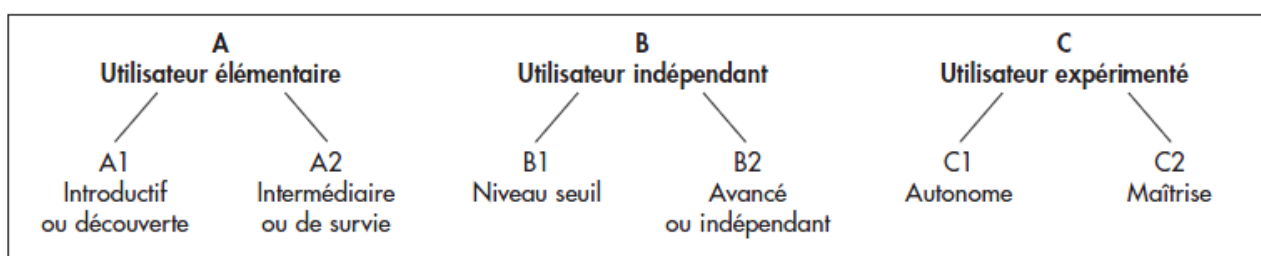 A
Utilisateur élémentaire
B
Utilisateur indépendant
C
Utilisateur expérimenté
A1
Introductif
ou découverte
A2
Intermédiaire
ou de survie
B1
Niveau seuil
B2
Avancé
ou indépendant
C1
Autonome
C2
Maîtrise